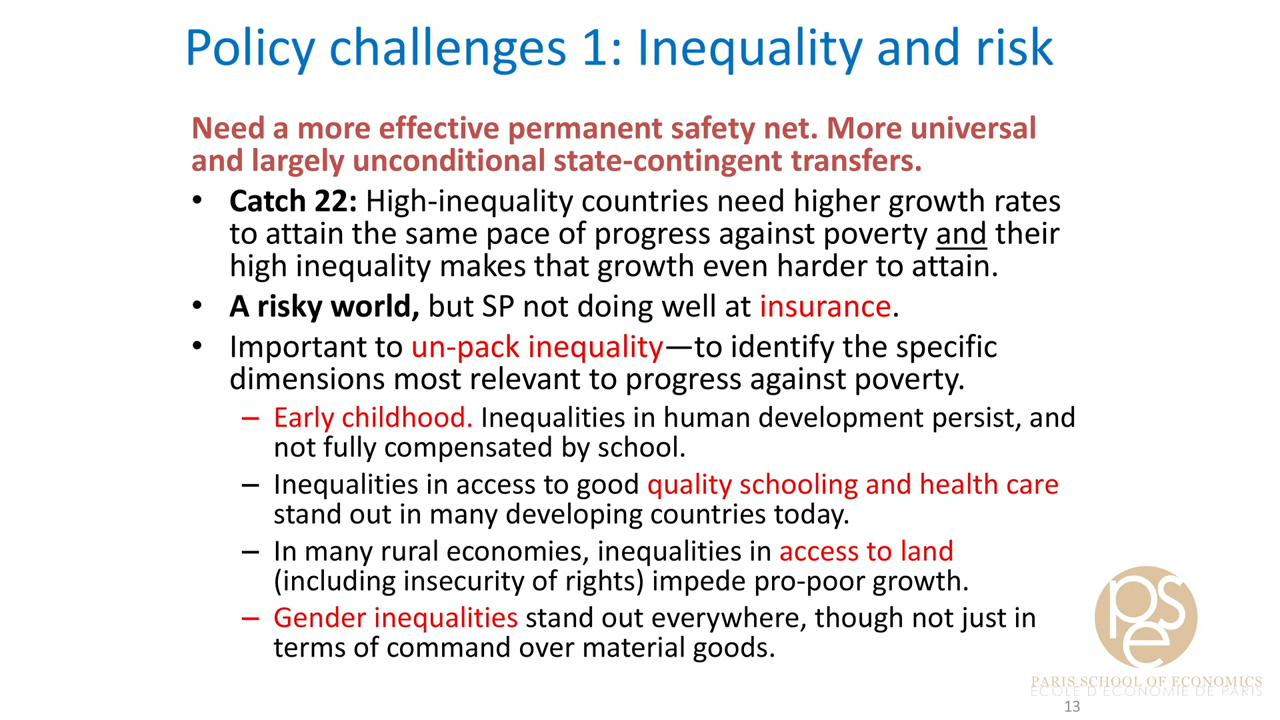 Policy challenges 1: Inequality and risk
Need a more effective permanent safety net. More universal
and largely unconditional state-contingent transfers.
• Catch 22: High-inequality countries need higher growth rates
to attain the same pace of progress against poverty and their
high inequality makes that growth even harder to attain.
• A risky world, but SP not doing well at insurance.
• Important to un-pack inequality—to identify the specific
dimensions most relevant to progress against poverty.
– Early childhood. Inequalities in human development persist, and
not fully compensated by school.
– Inequalities in access to good quality schooling and health care
stand out in many developing countries today.
– In many rural economies, inequalities in access to land
(including insecurity of rights) impede pro-poor growth.
– Gender inequalities stand out everywhere, though not just in
terms of command over material goods.
pse
PARIS SCHOOL OF ECONOMICS
ECOLE D'ECONOMIE DE PARIS
13